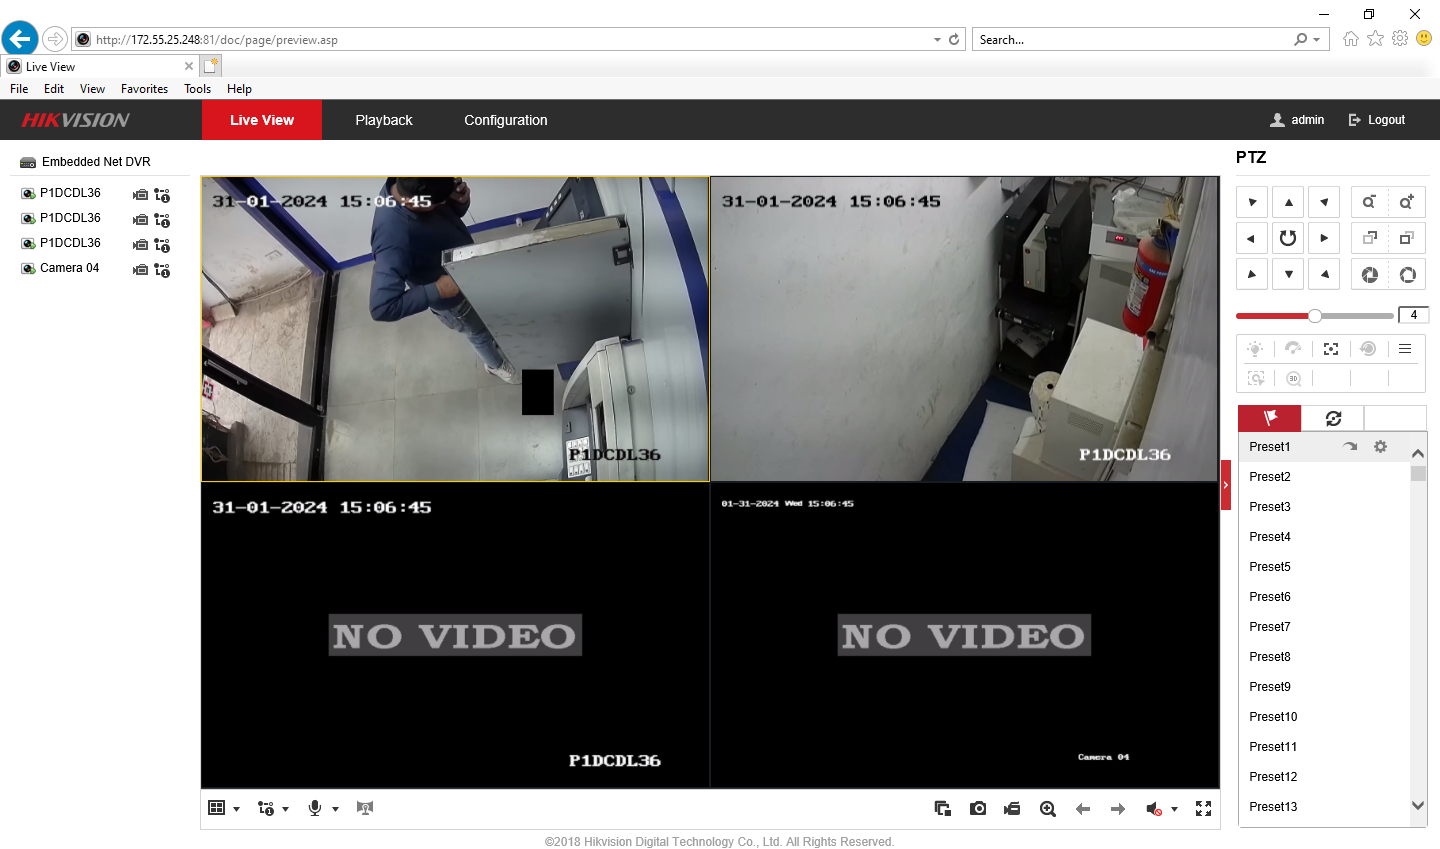 http://172.55.25.248:81/doc/page/preview.asp
Search...
Live View
File Edit View Favorites Tools Help
HIKVISION
Live View Playback Configuration
admin Logout
Embedded Net DVR
P1DCDL36
P1DCDL36
P1DCDL36
Camera 04
31-01-2024 15:06:45
P1DCDL36
31-01-2024 15:06:45
P1DCDL36
31-01-2024 15:06:45
NO VIDEO
P1DCDL36
01-31-2024 Wed 15:06:45
NO VIDEO
Camera 04
PTZ
4
3D
Preset1
Preset2
Preset3
Preset4
Preset5
Preset6
Preset7
Preset8
Preset9
Preset10
Preset11
Preset12
Preset13
©2018 Hikvision Digital Technology Co., Ltd. All Rights Reserved.